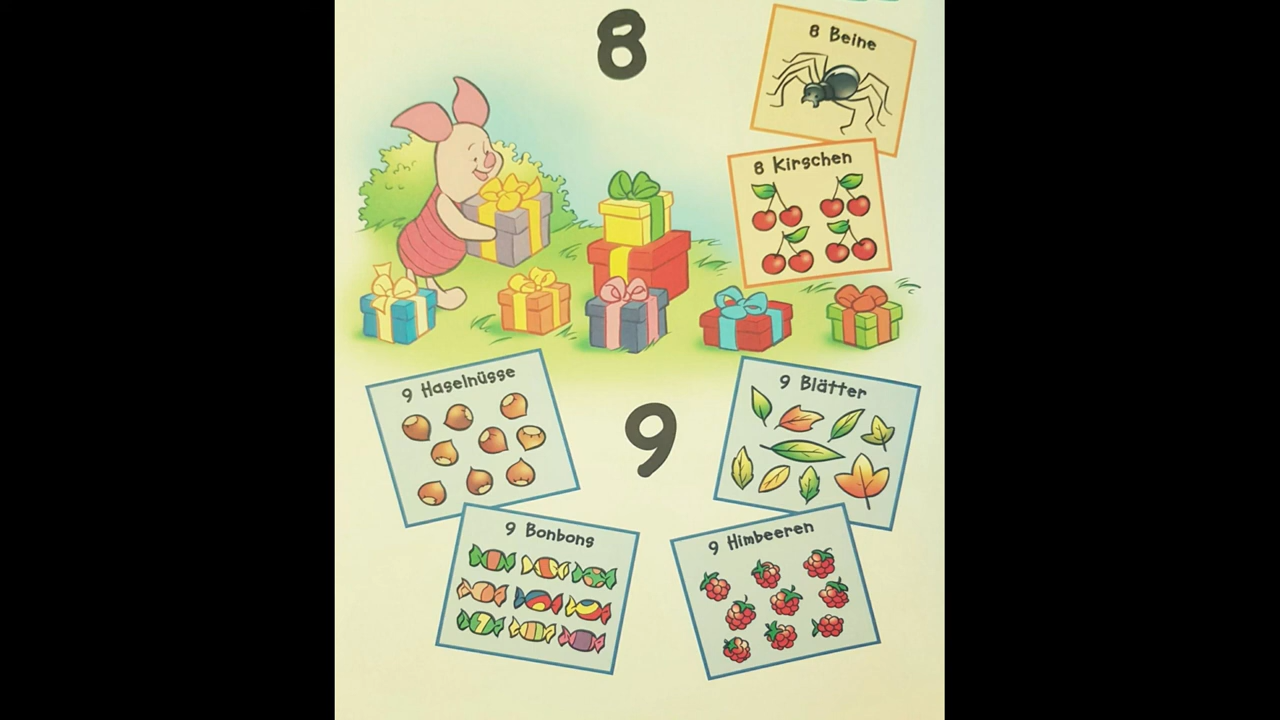 8
8 Beine
8 Kirschen
9 Haselnüsse
9
9 Blätter
9 Bonbons
9 Himbeeren